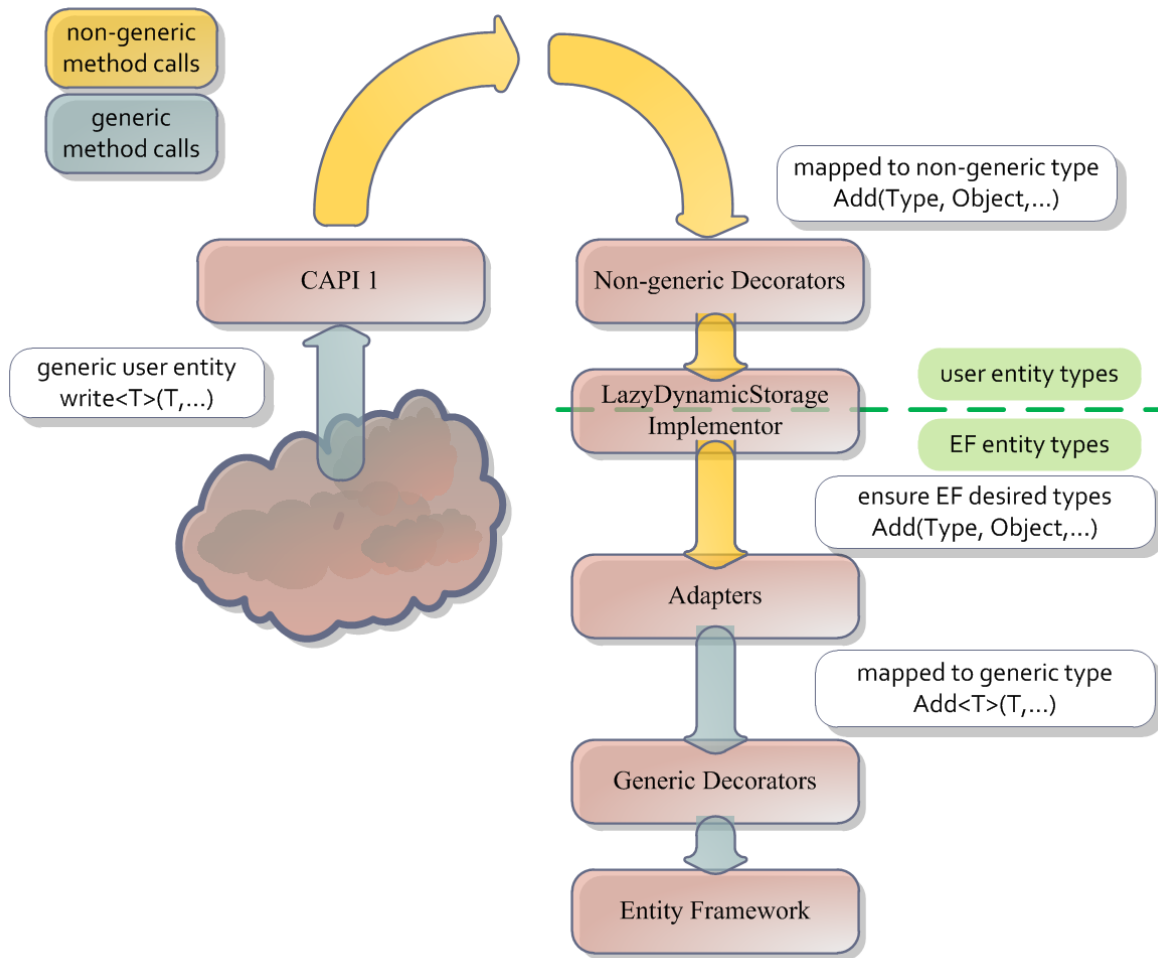 non-generic
method calls
generic
method calls
mapped to non-generic type
Add(Type, Object,...)
CAPI 1
Non-generic Decorators
generic user entity
write<T>(T,...)
LazyDynamicStorage
Implementor
user entity types
EF entity types
ensure EF desired types
Add(Type, Object,...)
Adapters
mapped to generic type
Add<T>(T,...)
Generic Decorators
Entity Framework